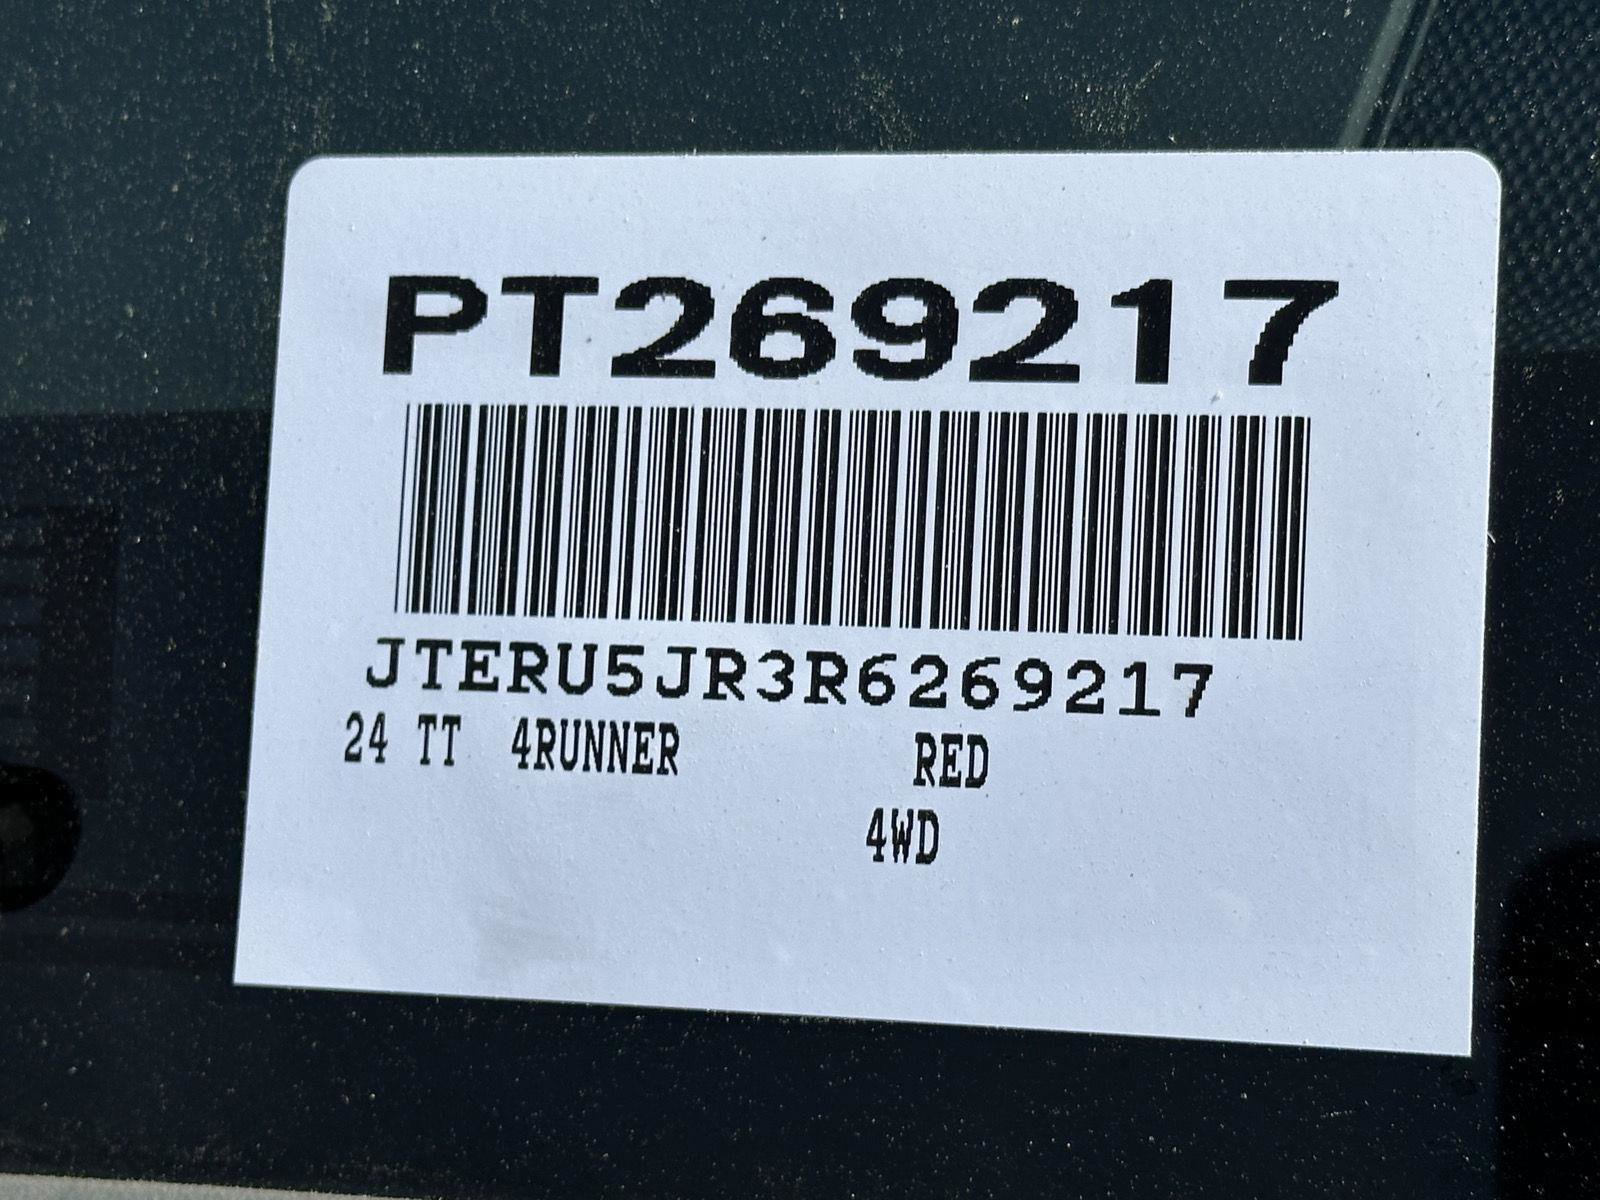 PT269217
JTERU5JR3R6269217
24 TT 4RUNNER RED
4WD